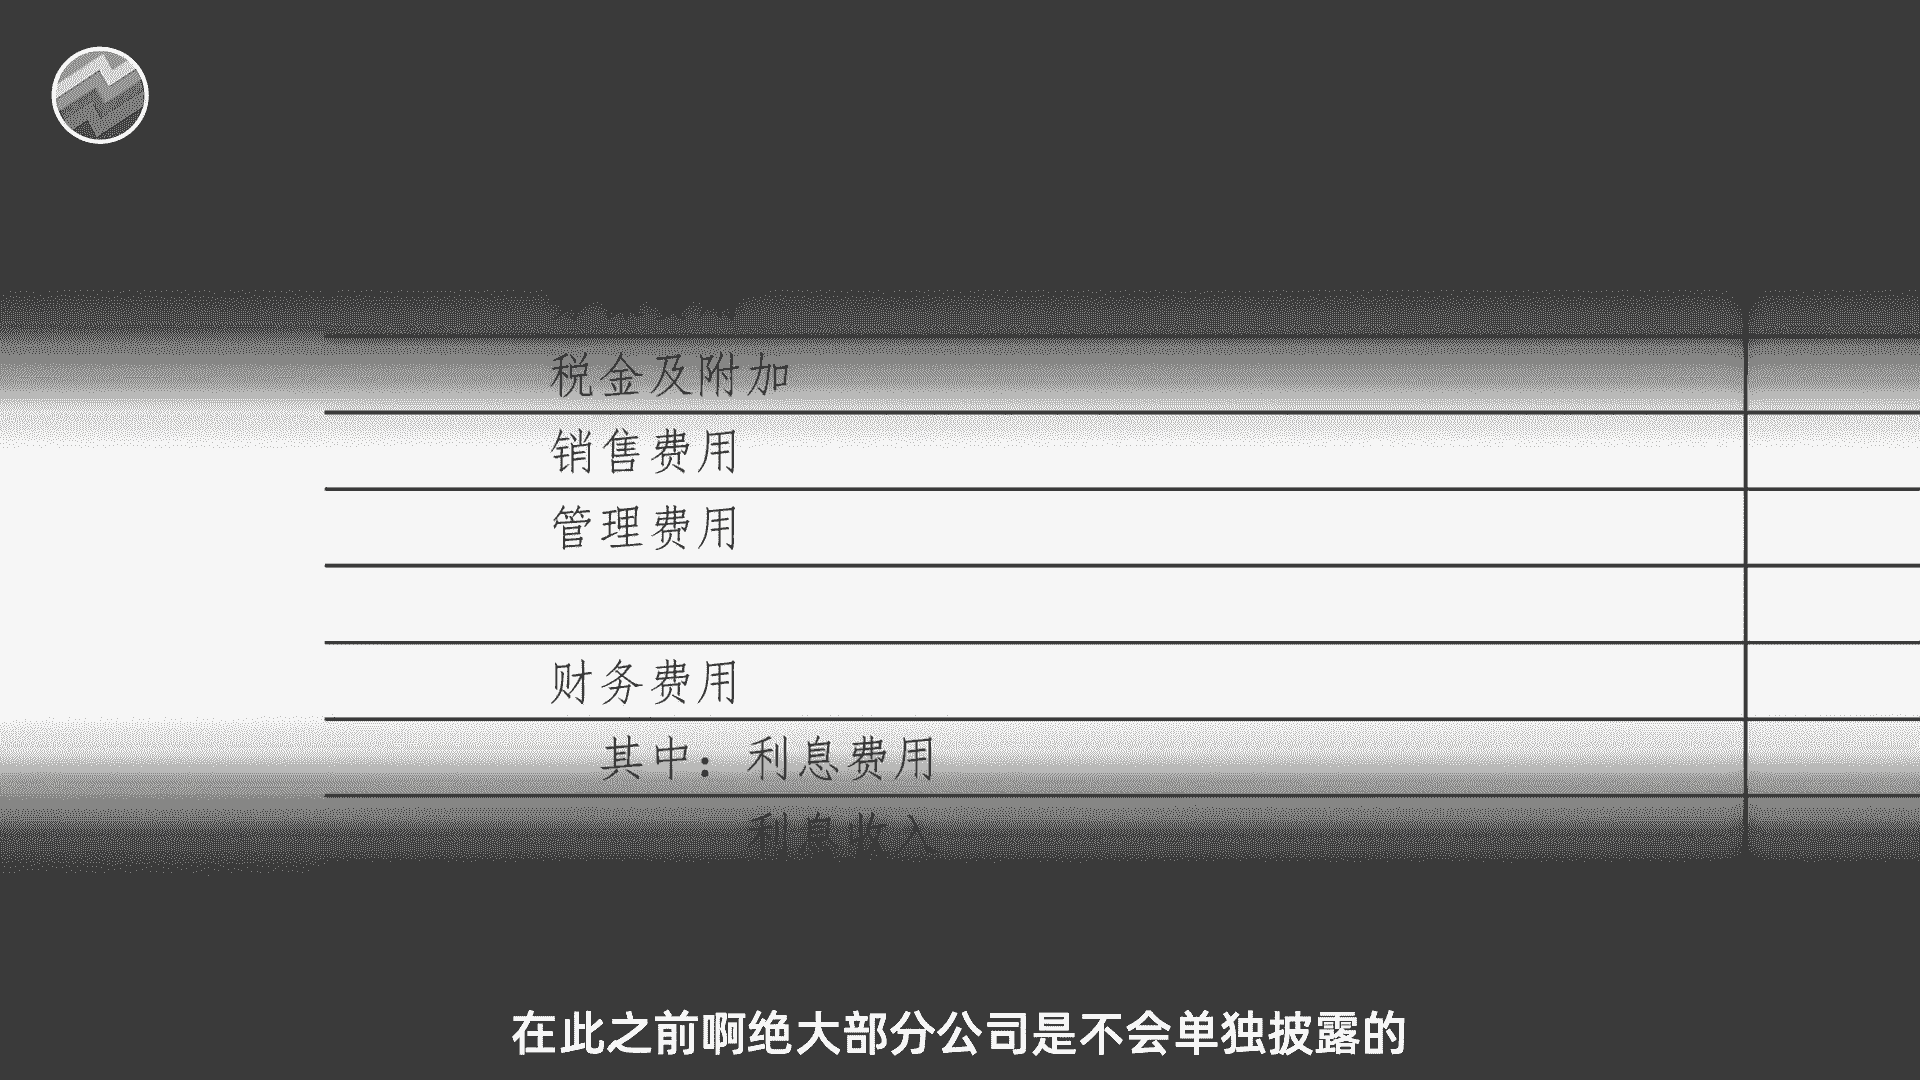 税金及附加
销售费用
管理费用
财务费用
其中：利息费用
利息收入
在此之前啊绝大部分公司是不会单独披露的